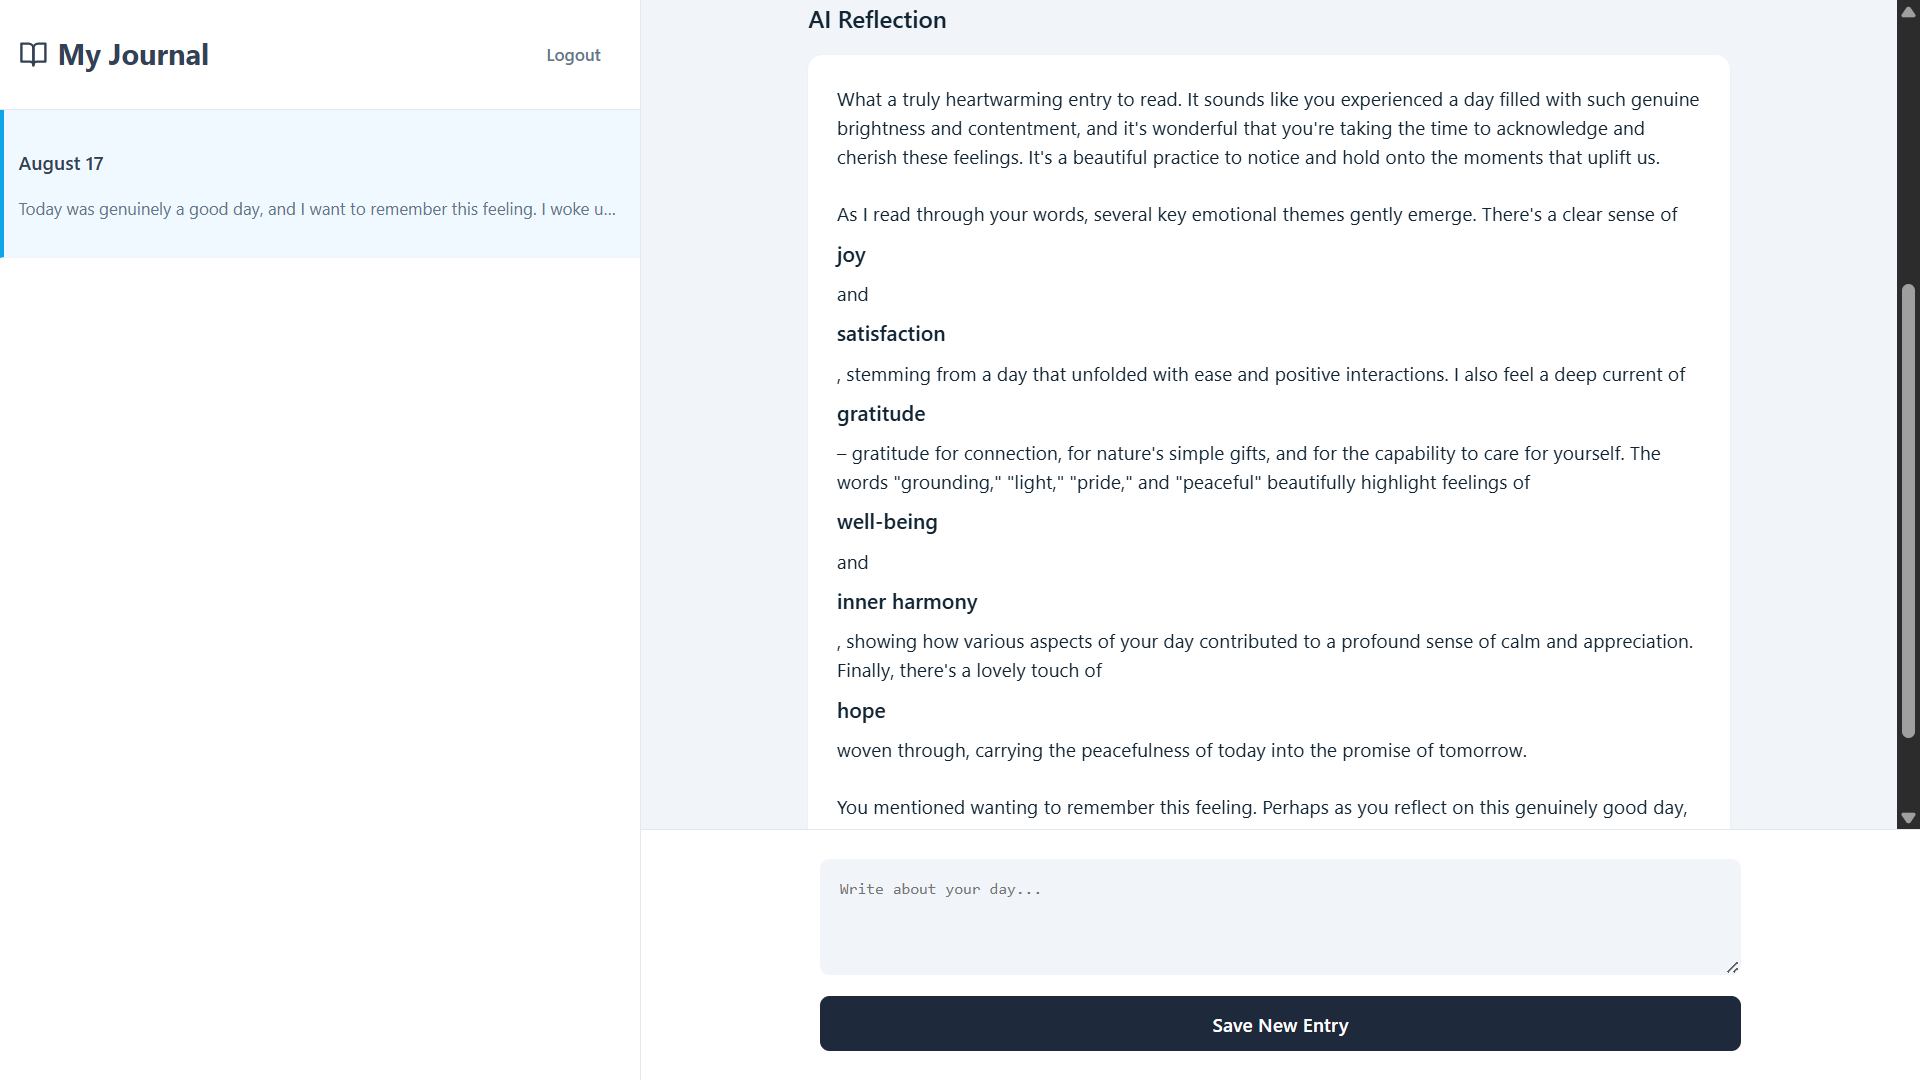 My Journal
Logout
August 17
Today was genuinely a good day, and I want to remember this feeling. I woke u...
AI Reflection
What a truly heartwarming entry to read. It sounds like you experienced a day filled with such genuine
brightness and contentment, and it's wonderful that you're taking the time to acknowledge and
cherish these feelings. It's a beautiful practice to notice and hold onto the moments that uplift us.
As I read through your words, several key emotional themes gently emerge. There's a clear sense of
joy
and
satisfaction
, stemming from a day that unfolded with ease and positive interactions. I also feel a deep current of
gratitude
– gratitude for connection, for nature's simple gifts, and for the capability to care for yourself. The
words "grounding," "light," "pride," and "peaceful" beautifully highlight feelings of
well-being
and
inner harmony
, showing how various aspects of your day contributed to a profound sense of calm and appreciation.
Finally, there's a lovely touch of
hope
woven through, carrying the peacefulness of today into the promise of tomorrow.
You mentioned wanting to remember this feeling. Perhaps as you reflect on this genuinely good day,
Write about your day...
Save New Entry